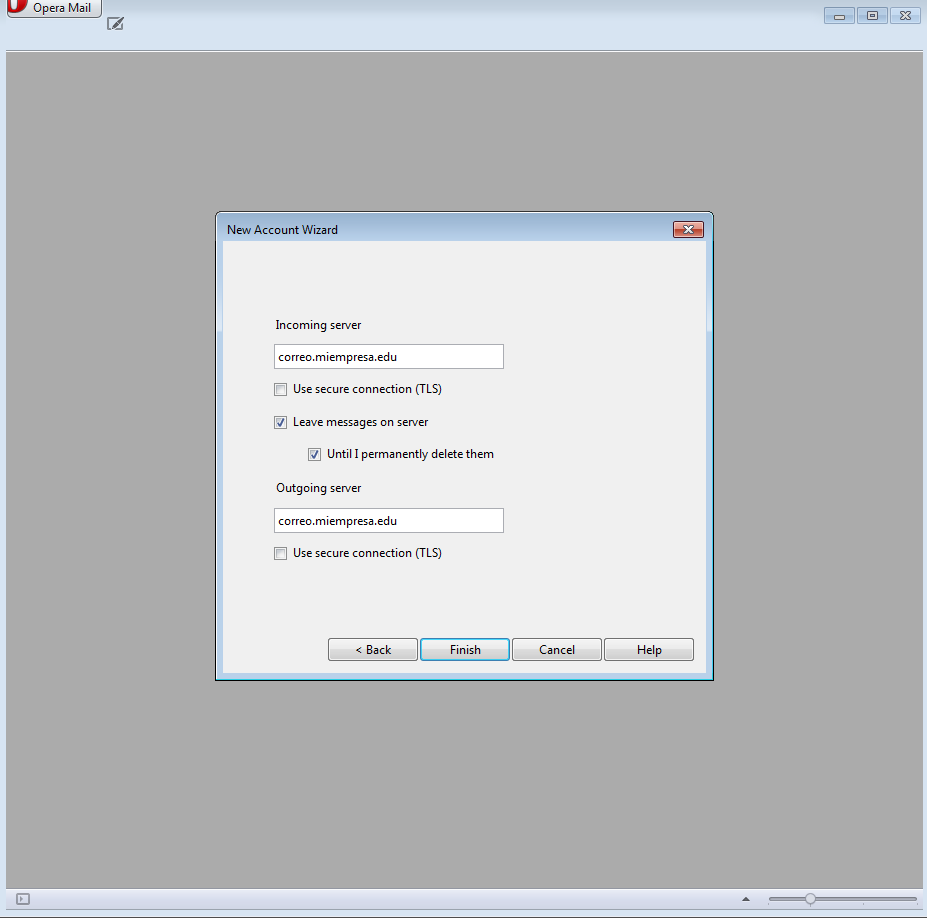 Opera Mail
New Account Wizard
Incoming server
correo.miempresa.edu
Use secure connection (TLS)
Leave messages on server
Until I permanently delete them
Outgoing server
correo.miempresa.edu
Use secure connection (TLS)
< Back Finish Cancel Help